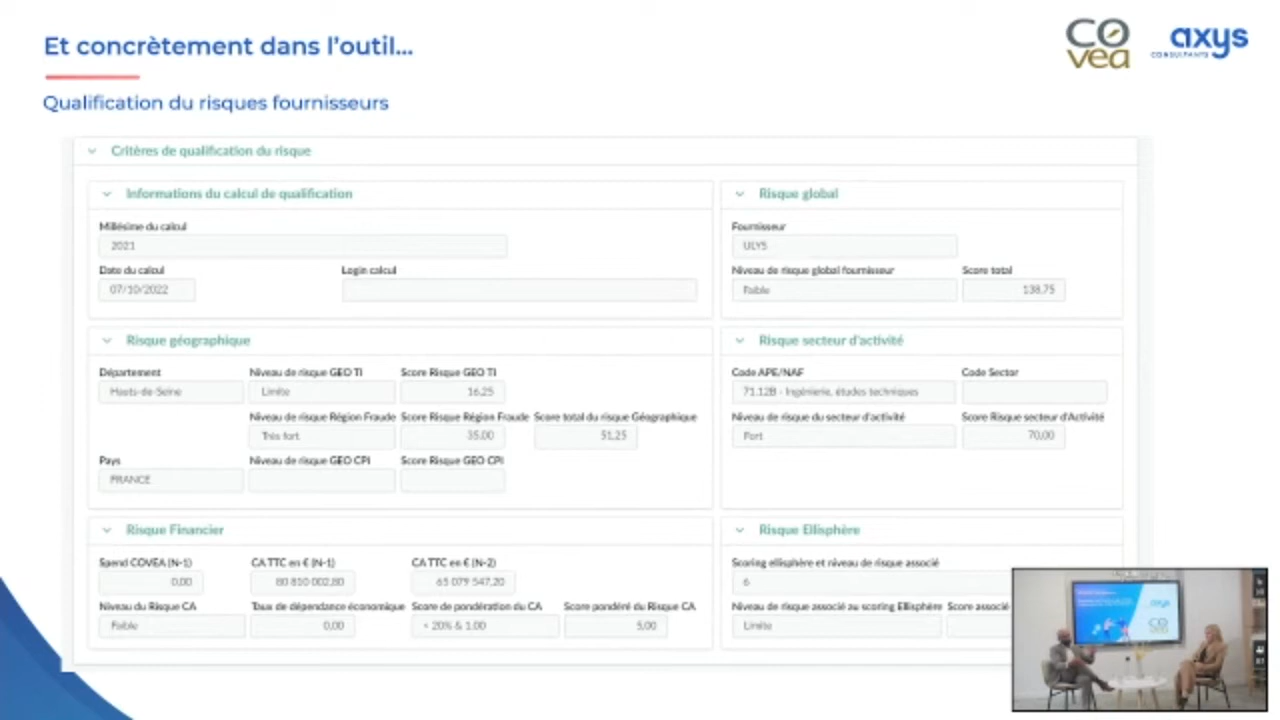 Et concrètement dans l'outil...
covea
axys
CONSULTANTS
Qualification du risques fournisseurs
Critères de qualification du risque
Informations du calcul de qualification
Millésime du calcul
2021
Date du calcul
Login calcul
07/10/2022
Risque global
Fournisseur
ULYS
Niveau de risque global fournisseur
Score total
Faible
138,75
Risque géographique
Département
Niveau de risque GEO TI
Score Risque GEO TI
Hauts-de-Seine
Limite
16,25
Niveau de risque Région Fraude
Score Risque Région Fraude
Score total du risque Géographique
Très fort
35,00
51,25
Pays
Niveau de risque GEO CPI
Score Risque GEO CPI
FRANCE
Risque secteur d'activité
Code APE/NAF
Code Sector
71.12B - Ingénierie, études techniques
Niveau de risque du secteur d'activité
Score Risque secteur d'Activité
Fort
70,00
Risque Financier
Spend COVEA (N-1)
CA TTC en € (N-1)
CA TTC en € (N-2)
0,00
80 810 002,80
65 079 547,20
Niveau du Risque CA
Taux de dépendance économique
Score de pondération du CA
Score pondéré du Risque CA
Faible
0,00
< 20% & 1.00
5,00
Risque Ellisphère
Scoring ellisphère et niveau de risque associé
6
Niveau de risque associé au scoring Ellisphère
Score associé
Limite
axys